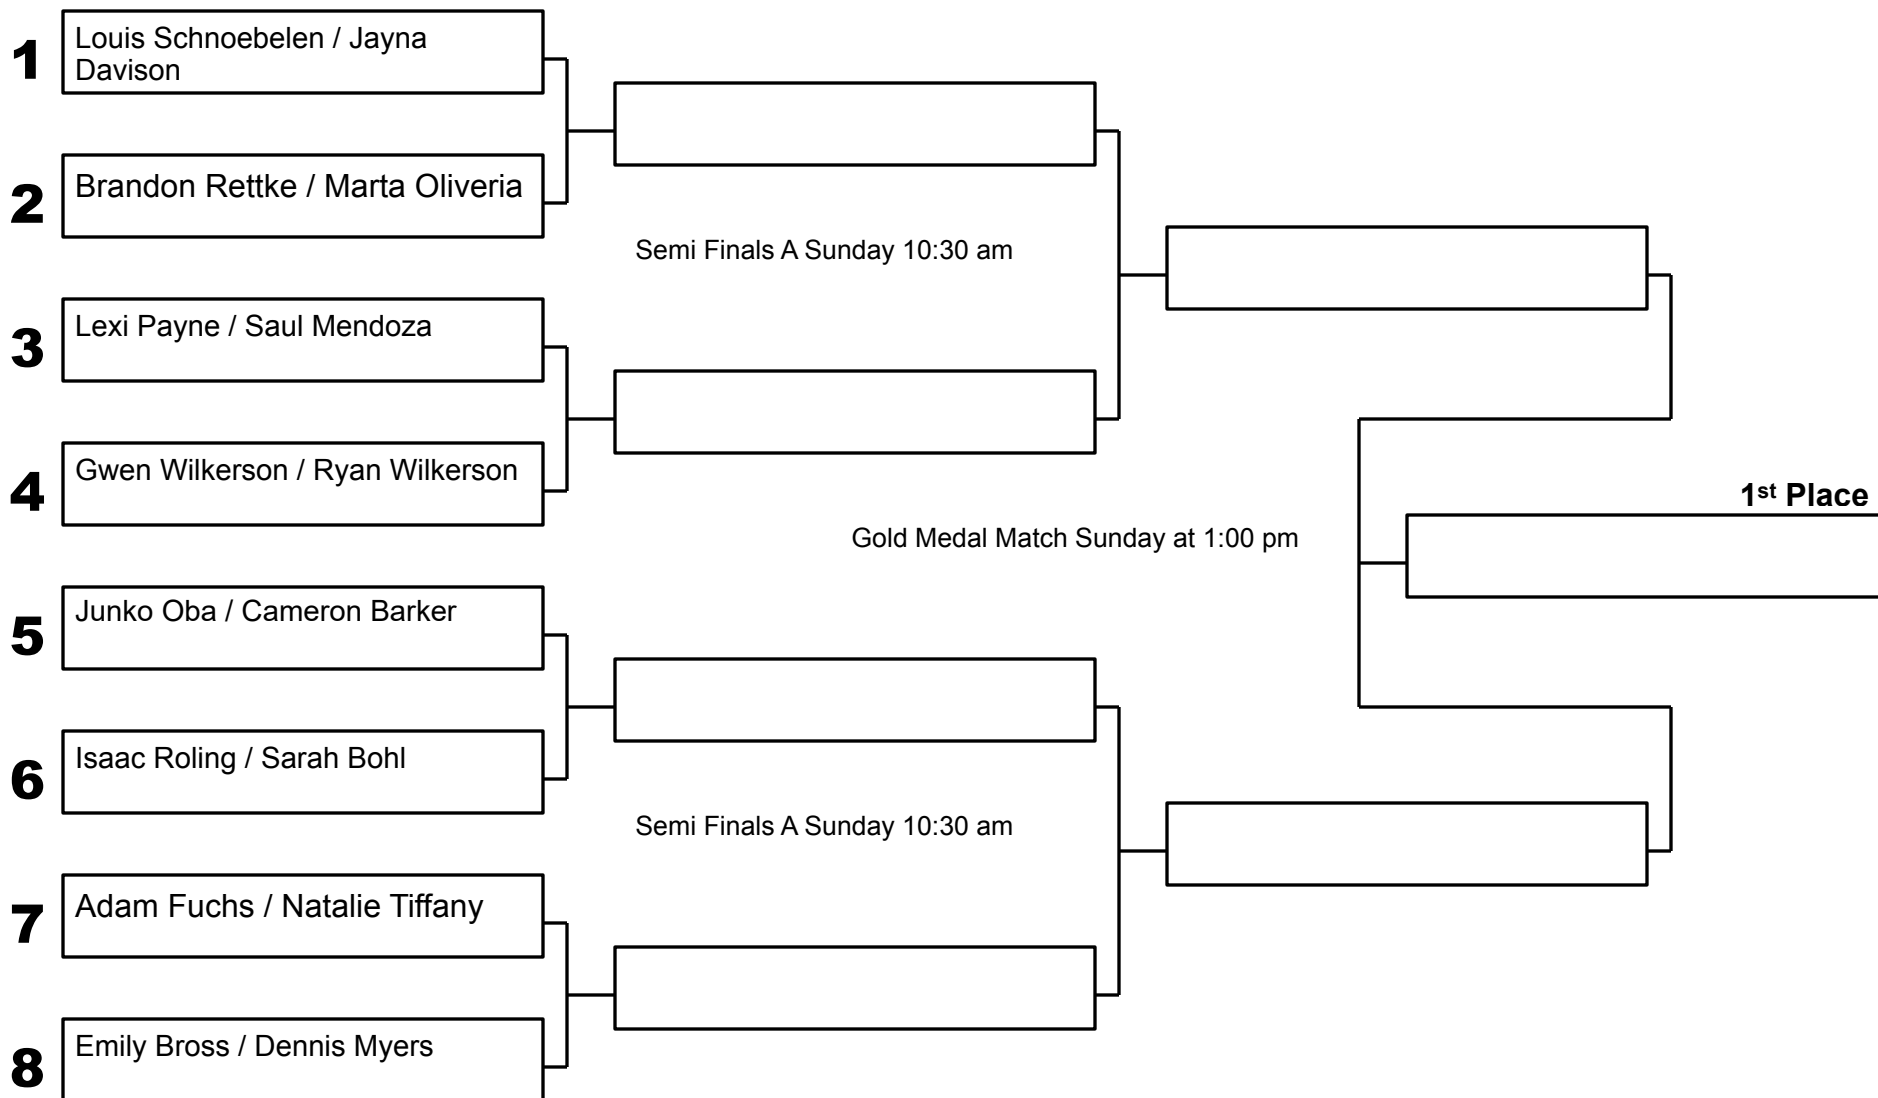 1
Louis Schnoebelen / Jayna
Davison
2
Brandon Rettke / Marta Oliveria
Semi Finals A Sunday 10:30 am
3
Lexi Payne / Saul Mendoza
4
Gwen Wilkerson / Ryan Wilkerson
1st Place
Gold Medal Match Sunday at 1:00 pm
5
Junko Oba / Cameron Barker
6
Isaac Roling / Sarah Bohl
Semi Finals A Sunday 10:30 am
7
Adam Fuchs / Natalie Tiffany
8
Emily Bross / Dennis Myers